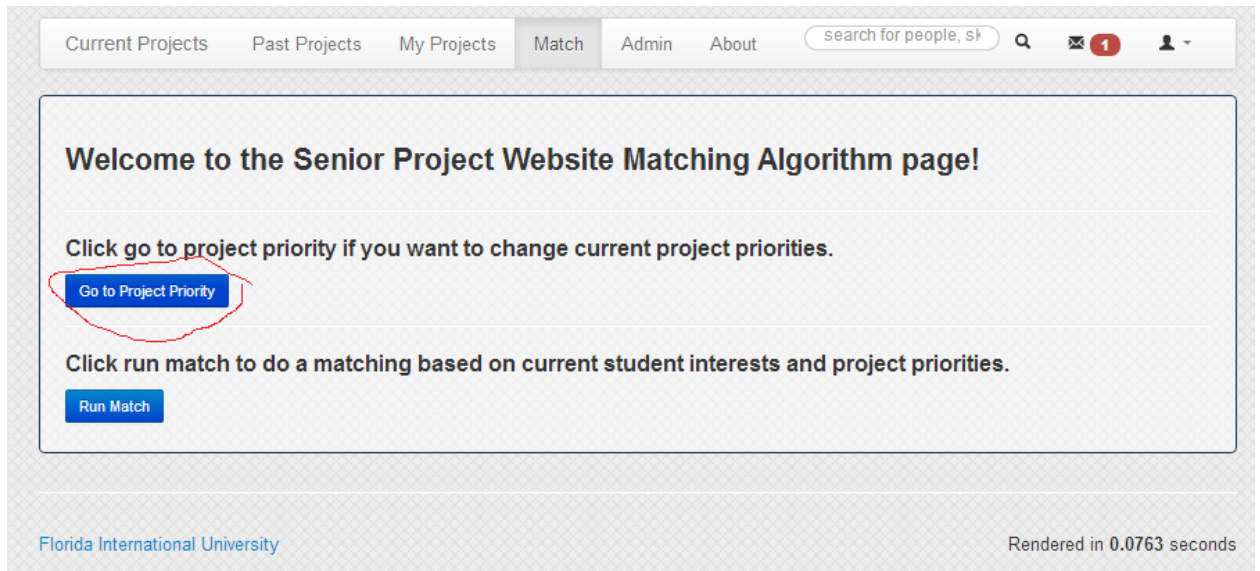 Current Projects Past Projects My Projects Match Admin About search for people, sk 1
Welcome to the Senior Project Website Matching Algorithm page!
Click go to project priority if you want to change current project priorities.
Go to Project Priority
Click run match to do a matching based on current student interests and project priorities.
Run Match
Florida International University Rendered in 0.0763 seconds